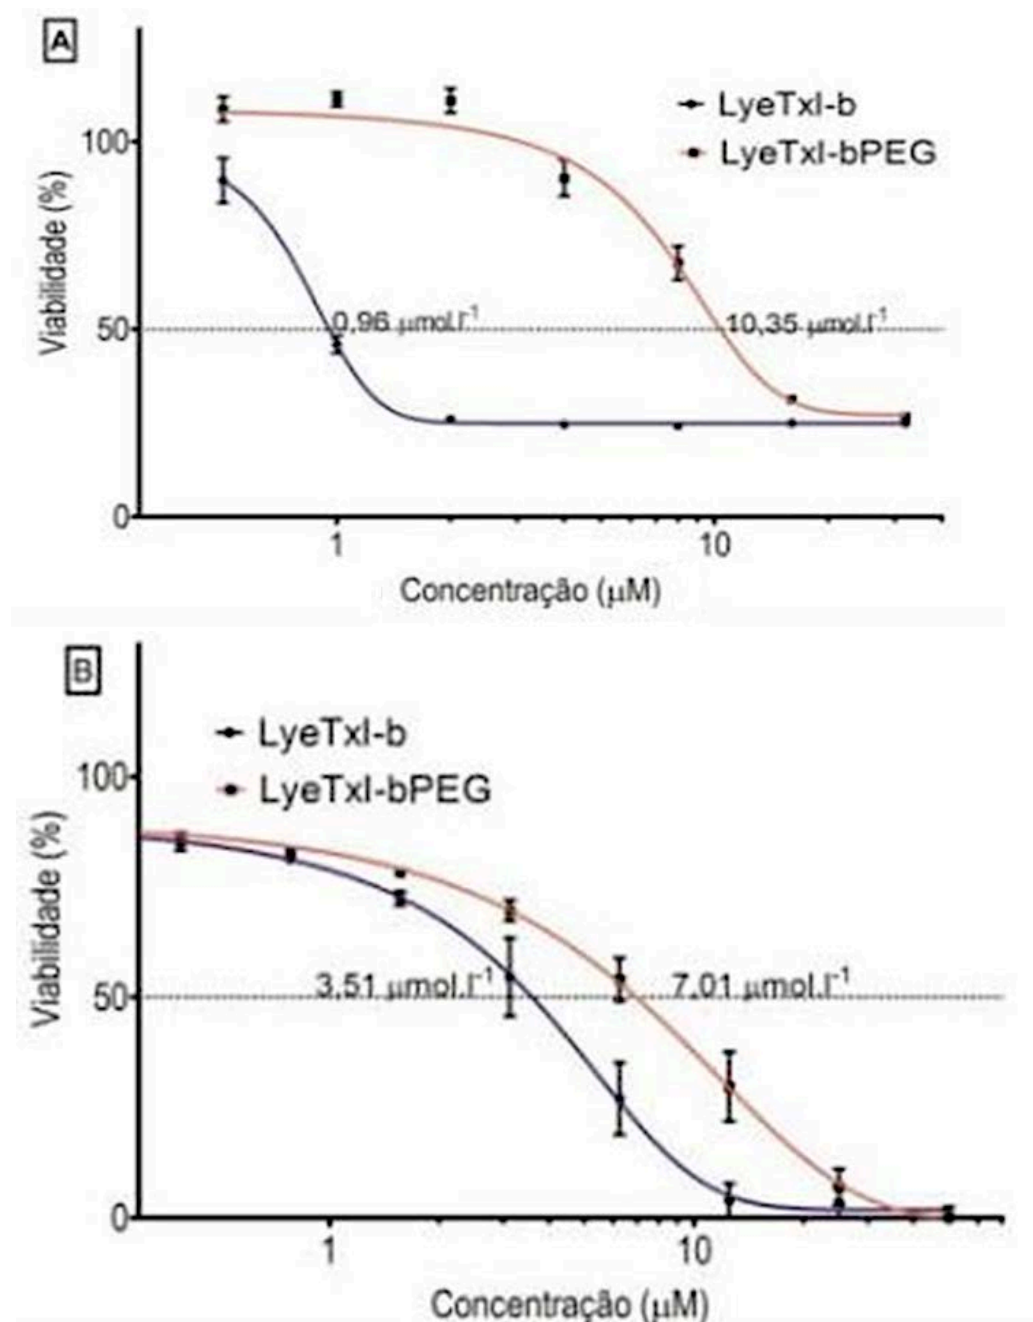 A
LyeTxI-b
LyeTxI-bPEG
100
50
0
Viabilidade (%)
0,96 µmol.l⁻¹
10,35 µmol.l⁻¹
1
10
Concentração (µM)
B
LyeTxI-b
LyeTxI-bPEG
100
50
0
Viabilidade (%)
3,51 µmol.l⁻¹
7,01 µmol.l⁻¹
1
10
Concentração (µM)